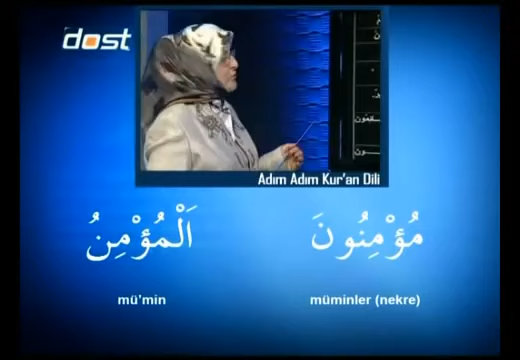 dost
Adım Adım Kur'an Dili
اَلْمُؤْمِنُ
مُؤْمِنُونَ
mü'min
müminler (nekre)